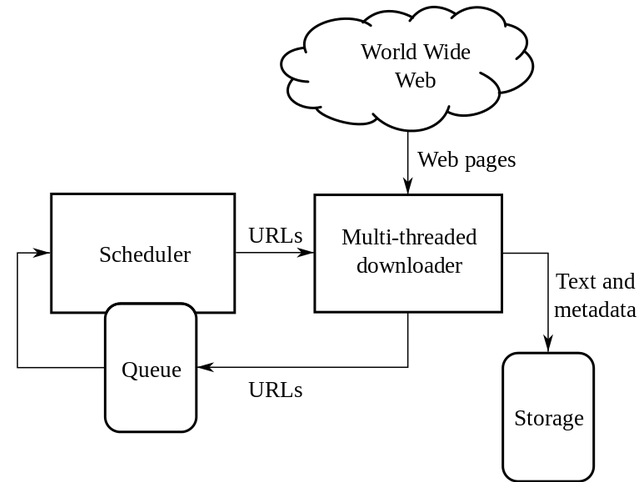 World Wide
Web
Web pages
Scheduler
URLs
Multi-threaded
downloader
Text and
metadata
Queue
URLs
Storage